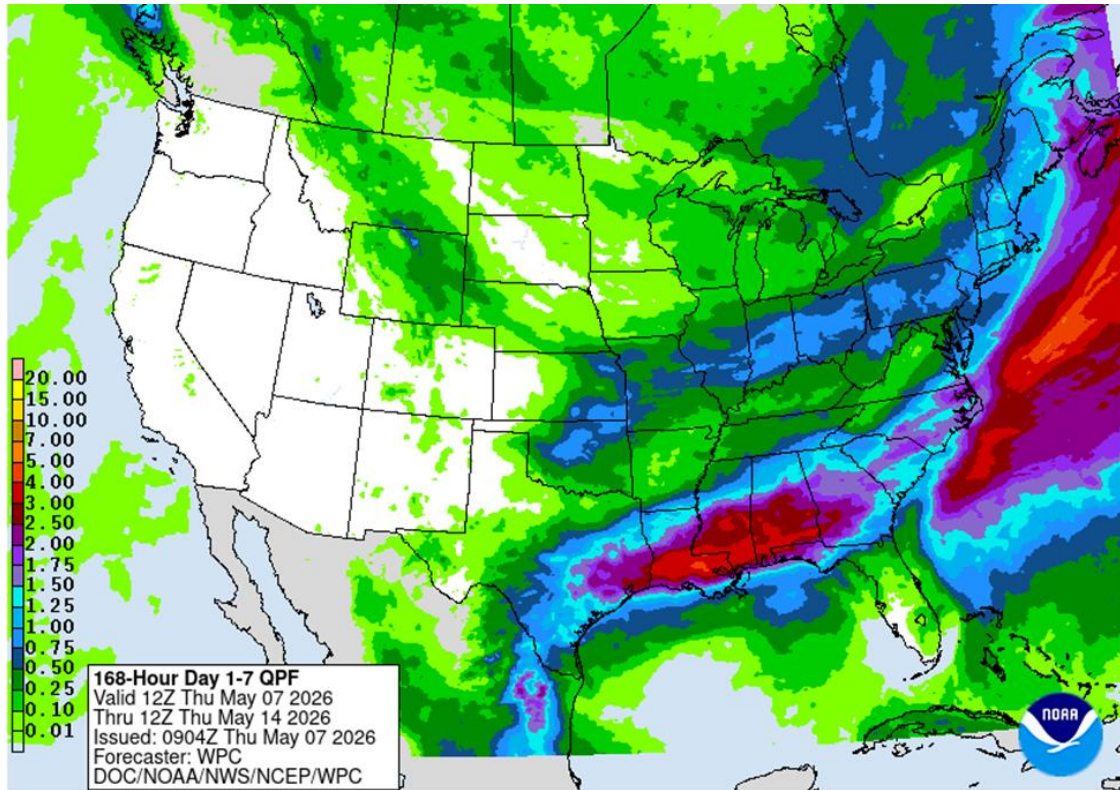 20.00
15.00
10.00
7.00
5.00
4.00
3.00
2.50
2.00
1.75
1.50
1.25
1.00
0.75
0.50
0.25
0.10
0.01
168-Hour Day 1-7 QPF
Valid 12Z Thu May 07 2026
Thru 12Z Thu May 14 2026
Issued: 0904Z Thu May 07 2026
Forecaster: WPC
DOC/NOAA/NWS/NCEP/WPC
NOAA